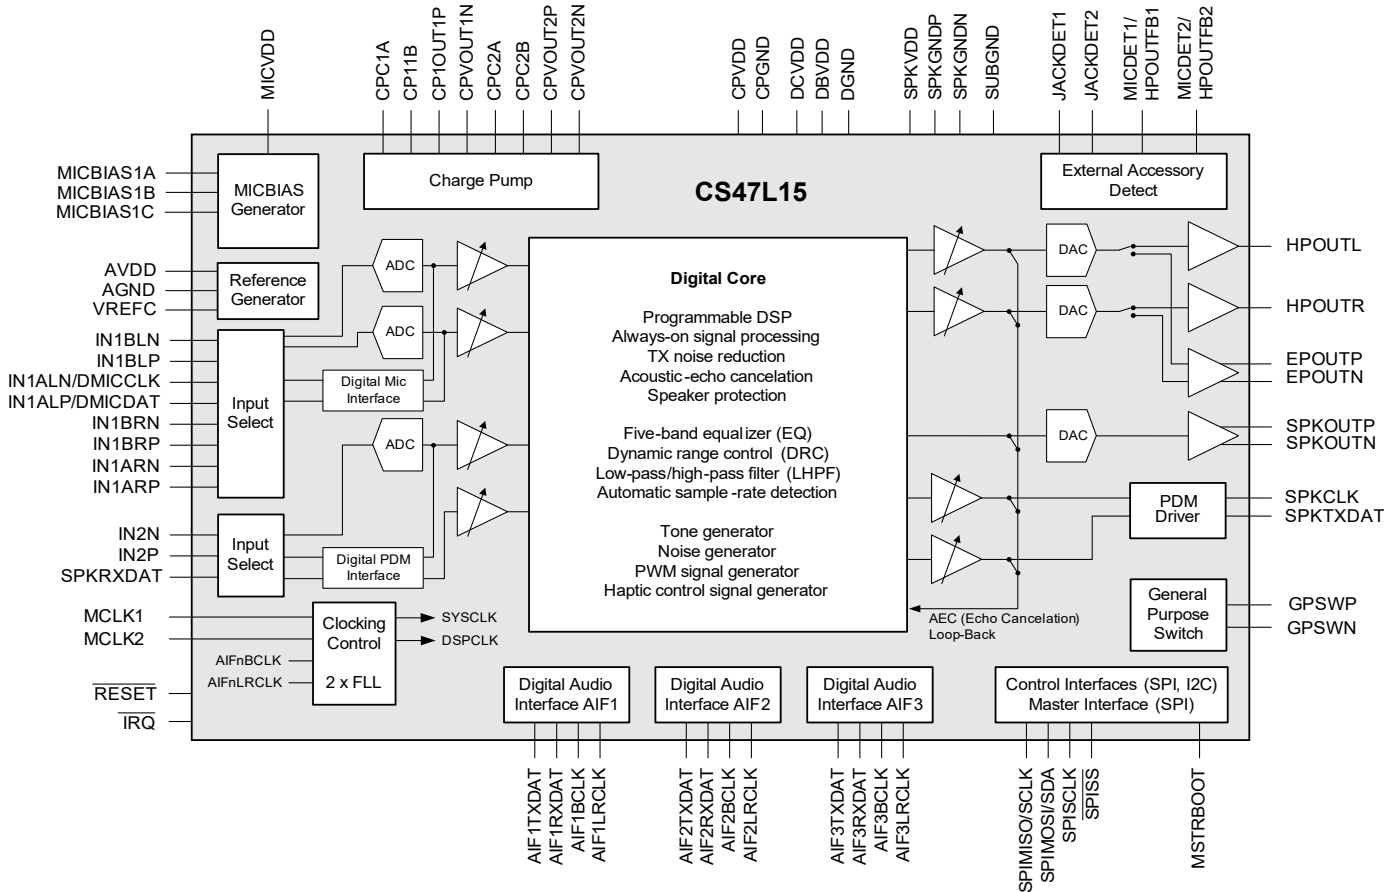 MICVDD
CPC1A
CP11B
CP1OUT1P
CPVOUT1N
CPC2A
CPC2B
CPVOUT2P
CPVOUT2N
CPVDD
CPGND
DCVDD
DBVDD
DGND
SPKVDD
SPKGNDP
SPKGNDN
SUBGND
JACKDET1
JACKDET2
MICDET1/
HPOUTFB1
MICDET2/
HPOUTFB2
MICBIAS1A
MICBIAS1B
MICBIAS1C
MICBIAS
Generator
Charge Pump
CS47L15
External Accessory
Detect
AVDD
AGND
VREFC
Reference
Generator
IN1BLN
IN1BLP
IN1ALN/DMICCLK
IN1ALP/DMICDAT
IN1BRN
IN1BRP
IN1ARN
IN1ARP
Input
Select
ADC
ADC
Digital Mic
Interface
ADC
IN2N
IN2P
SPKRXDAT
Input
Select
Digital PDM
Interface
MCLK1
MCLK2
AIFnBCLK
AIFnLRCLK
Clocking
Control
2 x FLL
SYSCLK
DSPCLK
RESET
IRQ
Digital Core
Programmable DSP
Always-on signal processing
TX noise reduction
Acoustic-echo cancelation
Speaker protection
Five-band equalizer (EQ)
Dynamic range control (DRC)
Low-pass/high-pass filter (LHPF)
Automatic sample-rate detection
Tone generator
Noise generator
PWM signal generator
Haptic control signal generator
AEC (Echo Cancelation)
Loop-Back
DAC
DAC
DAC
HPOUTL
HPOUTR
EPOUTP
EPOUTN
SPKOUTP
SPKOUTN
PDM
Driver
SPKCLK
SPKTXDAT
General
Purpose
Switch
GPSWP
GPSWN
Digital Audio
Interface AIF1
Digital Audio
Interface AIF2
Digital Audio
Interface AIF3
Control Interfaces (SPI, I2C)
Master Interface (SPI)
AIF1TXDAT
AIF1RXDAT
AIF1BCLK
AIF1LRCLK
AIF2TXDAT
AIF2RXDAT
AIF2BCLK
AIF2LRCLK
AIF3TXDAT
AIF3RXDAT
AIF3BCLK
AIF3LRCLK
SPIMISO/SCLK
SPIMOSI/SDA
SPISCLK
SPISS
MSTRBOOT